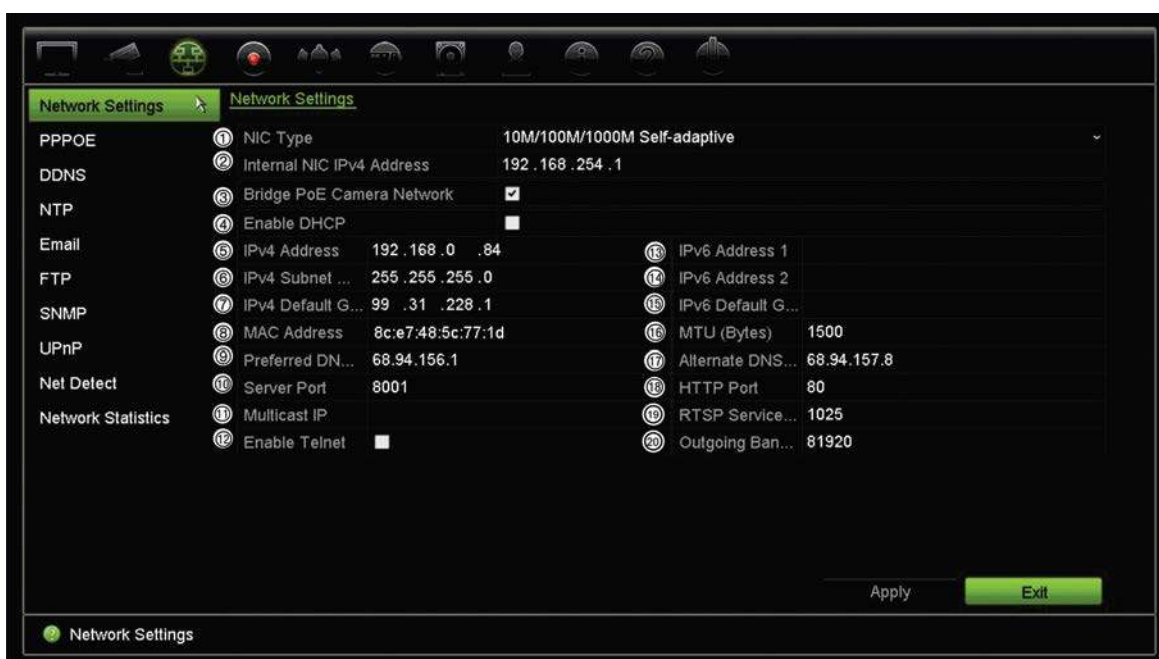 Network Settings
PPPOE
DDNS
NTP
Email
FTP
SNMP
UPnP
Net Detect
Network Statistics
Network Settings
① NIC Type 10M/100M/1000M Self-adaptive
② Internal NIC IPv4 Address 192 . 168 . 254 . 1
③ Bridge PoE Camera Network
④ Enable DHCP
⑤ IPv4 Address 192 . 168 . 0 . 84 ⑬ IPv6 Address 1
⑥ IPv4 Subnet ... 255 . 255 . 255 . 0 ⑭ IPv6 Address 2
⑦ IPv4 Default G... 99 . 31 . 228 . 1 ⑮ IPv6 Default G...
⑧ MAC Address 8c:e7:48:5c:77:1d ⑯ MTU (Bytes) 1500
⑨ Preferred DN... 68.94.156.1 ⑰ Alternate DNS... 68.94.157.8
⑩ Server Port 8001 ⑱ HTTP Port 80
⑪ Multicast IP ⑲ RTSP Service... 1025
⑫ Enable Telnet ⑳ Outgoing Ban... 81920
Apply Exit
Network Settings